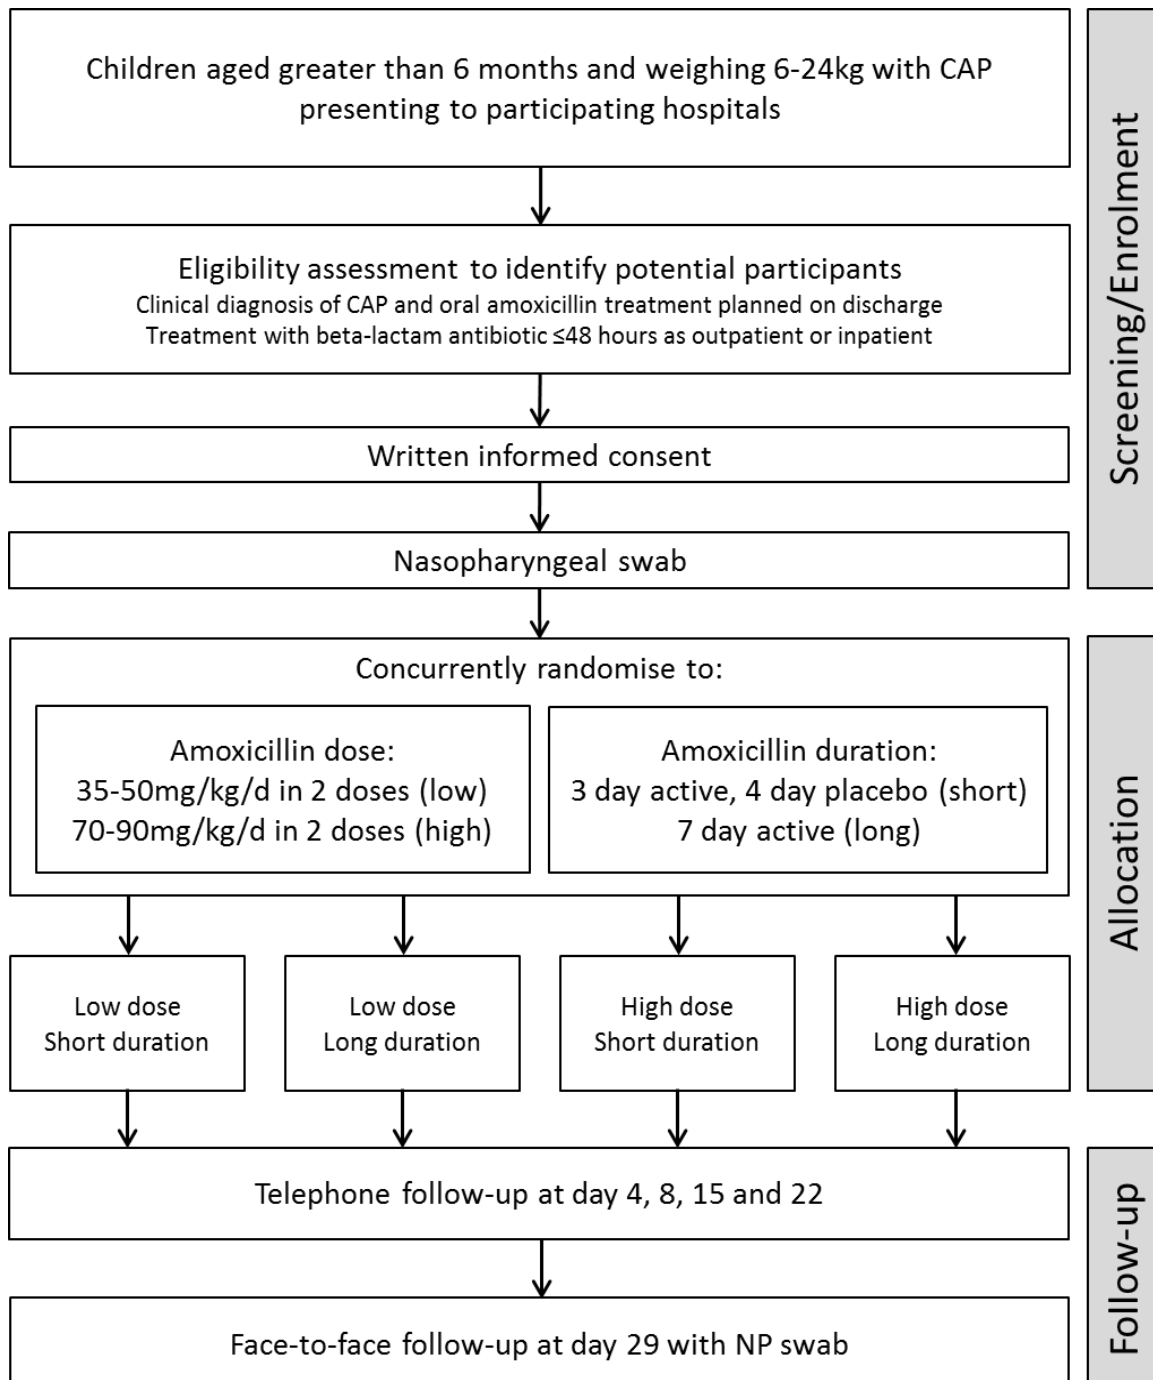 Children aged greater than 6 months and weighing 6-24kg with CAP
presenting to participating hospitals
Eligibility assessment to identify potential participants
Clinical diagnosis of CAP and oral amoxicillin treatment planned on discharge
Treatment with beta-lactam antibiotic ≤48 hours as outpatient or inpatient
Written informed consent
Nasopharyngeal swab
Screening/Enrolment
Concurrently randomise to:
Amoxicillin dose:
35-50mg/kg/d in 2 doses (low)
70-90mg/kg/d in 2 doses (high)
Amoxicillin duration:
3 day active, 4 day placebo (short)
7 day active (long)
Low dose
Short duration
Low dose
Long duration
High dose
Short duration
High dose
Long duration
Allocation
Telephone follow-up at day 4, 8, 15 and 22
Face-to-face follow-up at day 29 with NP swab
Follow-up